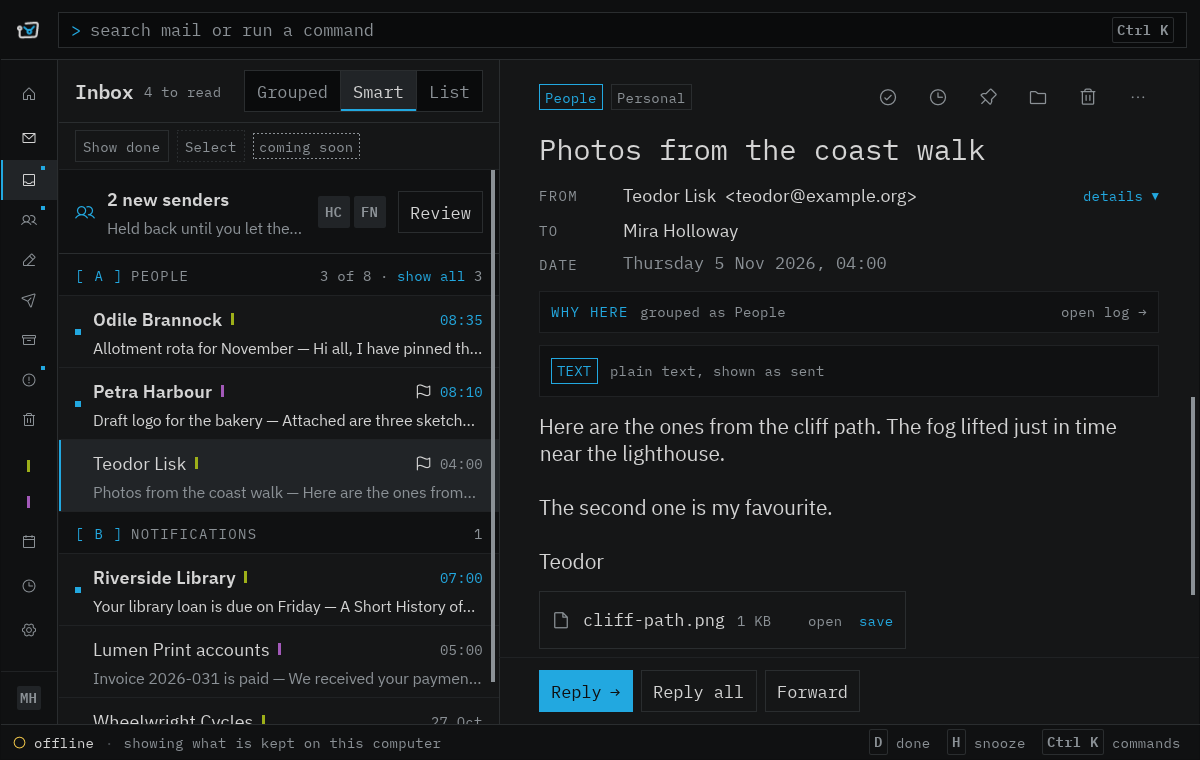 > search mail or run a command Ctrl K
Inbox 4 to read Grouped Smart List
Show done Select coming soon
2 new senders
Held back until you let the... HC FN Review
[ A ] PEOPLE 3 of 8 · show all 3
Odile Brannock 08:35
Allotment rota for November — Hi all, I have pinned th...
Petra Harbour 08:10
Draft logo for the bakery — Attached are three sketch...
Teodor Lisk 04:00
Photos from the coast walk — Here are the ones from...
[ B ] NOTIFICATIONS 1
Riverside Library 07:00
Your library loan is due on Friday — A Short History of...
Lumen Print accounts 05:00
Invoice 2026-031 is paid — We received your paymen...
Wheelwright Cycles 27 Oct
MH
People Personal ...
Photos from the coast walk
FROM Teodor Lisk <teodor@example.org> details ▼
TO Mira Holloway
DATE Thursday 5 Nov 2026, 04:00
WHY HERE grouped as People open log →
TEXT plain text, shown as sent
Here are the ones from the cliff path. The fog lifted just in time
near the lighthouse.
The second one is my favourite.
Teodor
cliff-path.png 1 KB open save
Reply → Reply all Forward
offline · showing what is kept on this computer D done H snooze Ctrl K commands